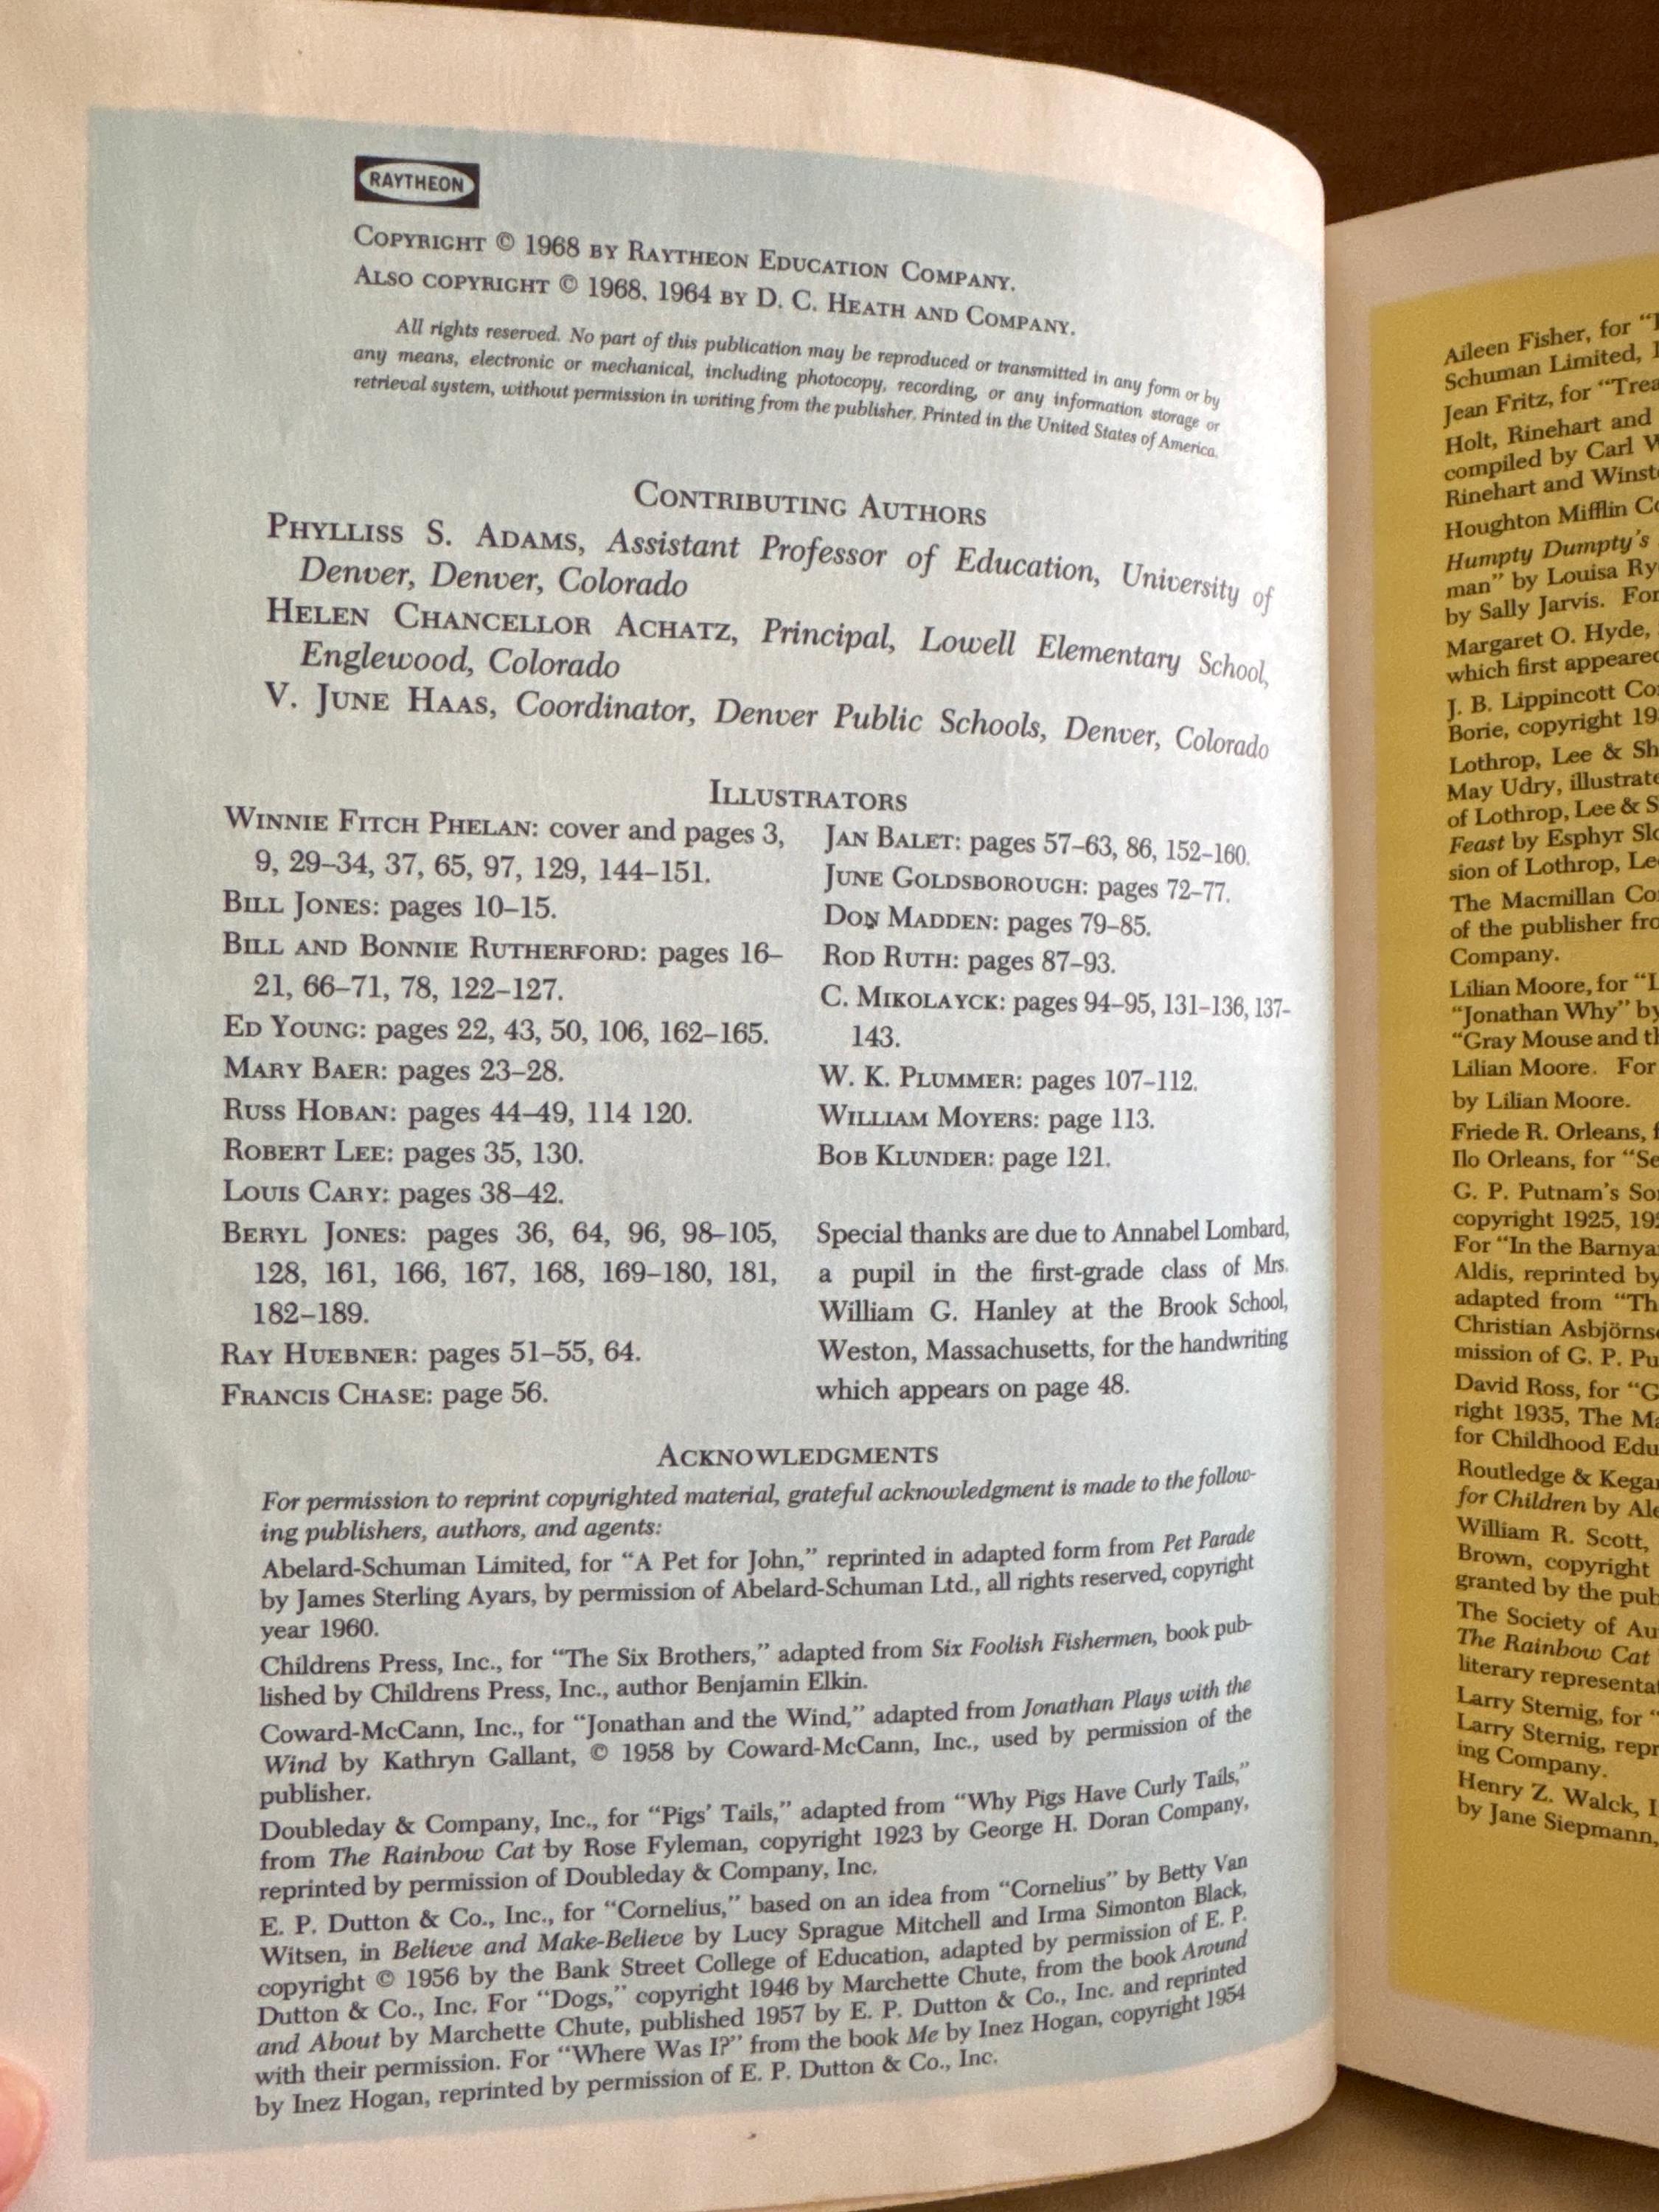 RAYTHEON
COPYRIGHT © 1968 BY RAYTHEON EDUCATION COMPANY.
ALSO COPYRIGHT © 1968, 1964 BY D. C. HEATH AND COMPANY.
All rights reserved. No part of this publication may be reproduced or transmitted in any form or by
any means, electronic or mechanical, including photocopy, recording, or any information storage or
retrieval system, without permission in writing from the publisher. Printed in the United States of America.
CONTRIBUTING AUTHORS
PHYLLISS S. ADAMS, Assistant Professor of Education, University of
Denver, Denver, Colorado
HELEN CHANCELLOR ACHATZ, Principal, Lowell Elementary School,
Englewood, Colorado
V. JUNE HAAS, Coordinator, Denver Public Schools, Denver, Colorado
ILLUSTRATORS
WINNIE FITCH PHELAN: cover and pages 3,
9, 29–34, 37, 65, 97, 129, 144–151.
BILL JONES: pages 10–15.
BILL AND BONNIE RUTHERFORD: pages 16–
21, 66–71, 78, 122–127.
ED YOUNG: pages 22, 43, 50, 106, 162–165.
MARY BAER: pages 23–28.
RUSS HOBAN: pages 44–49, 114 120.
ROBERT LEE: pages 35, 130.
LOUIS CARY: pages 38–42.
BERYL JONES: pages 36, 64, 96, 98–105,
128, 161, 166, 167, 168, 169–180, 181,
182–189.
RAY HUEBNER: pages 51–55, 64.
FRANCIS CHASE: page 56.
JAN BALET: pages 57–63, 86, 152–160.
JUNE GOLDSBOROUGH: pages 72–77.
DON MADDEN: pages 79–85.
ROD RUTH: pages 87–93.
C. MIKOLAYCK: pages 94–95, 131–136, 137–
143.
W. K. PLUMMER: pages 107–112.
WILLIAM MOYERS: page 113.
BOB KLUNDER: page 121.
Special thanks are due to Annabel Lombard,
a pupil in the first-grade class of Mrs.
William G. Hanley at the Brook School,
Weston, Massachusetts, for the handwriting
which appears on page 48.
ACKNOWLEDGMENTS
For permission to reprint copyrighted material, grateful acknowledgment is made to the follow-
ing publishers, authors, and agents:
Abelard-Schuman Limited, for “A Pet for John,” reprinted in adapted form from Pet Parade
by James Sterling Ayars, by permission of Abelard-Schuman Ltd., all rights reserved, copyright
year 1960.
Childrens Press, Inc., for “The Six Brothers,” adapted from Six Foolish Fishermen, book pub-
lished by Childrens Press, Inc., author Benjamin Elkin.
Coward-McCann, Inc., for “Jonathan and the Wind,” adapted from Jonathan Plays with the
Wind by Kathryn Gallant, © 1958 by Coward-McCann, Inc., used by permission of the
publisher.
Doubleday & Company, Inc., for “Pigs’ Tails,” adapted from “Why Pigs Have Curly Tails,”
from The Rainbow Cat by Rose Fyleman, copyright 1923 by George H. Doran Company,
reprinted by permission of Doubleday & Company, Inc.
E. P. Dutton & Co., Inc., for “Cornelius,” based on an idea from “Cornelius” by Betty Van
Witsen, in Believe and Make-Believe by Lucy Sprague Mitchell and Irma Simonton Black,
copyright © 1956 by the Bank Street College of Education, adapted by permission of E. P.
Dutton & Co., Inc. For “Dogs,” copyright 1946 by Marchette Chute, from the book Around
and About by Marchette Chute, published 1957 by E. P. Dutton & Co., Inc. and reprinted
with their permission. For “Where Was I?” from the book Me by Inez Hogan, copyright 1954
by Inez Hogan, reprinted by permission of E. P. Dutton & Co., Inc.
Aileen Fisher, for
Schuman Limited,
Jean Fritz, for
Holt, Rinehart and
compiled by Carl
Rinehart and
Houghton Mifflin
Humpty Dumpty’s
man” by Louisa
by Sally Jarvis. For
Margaret O. Hyde,
which first appeared
J. B. Lippincott
Borie, copyright
Lothrop, Lee &
May Udry,
of Lothrop, Lee &
Feast by Esphyr
sion of Lothrop,
The Macmillan
of the publisher
Company.
Lilian Moore, for
“Jonathan Why” by
“Gray Mouse and
Lilian Moore. For
by Lilian Moore.
Friede R. Orleans,
Ilo Orleans, for
G. P. Putnam’s
copyright 1925,
For “In the
Aldis, reprinted by
adapted from
Christian
mission of G. P.
David Ross, for
right 1935, The
for Childhood
Routledge &
for Children by
William R. Scott,
Brown, copyright
granted by the
The Society of
The Rainbow Cat
literary
Larry Sternig, for
Larry Sternig,
ing Company.
Henry Z. Walck,
by Jane Siepmann,